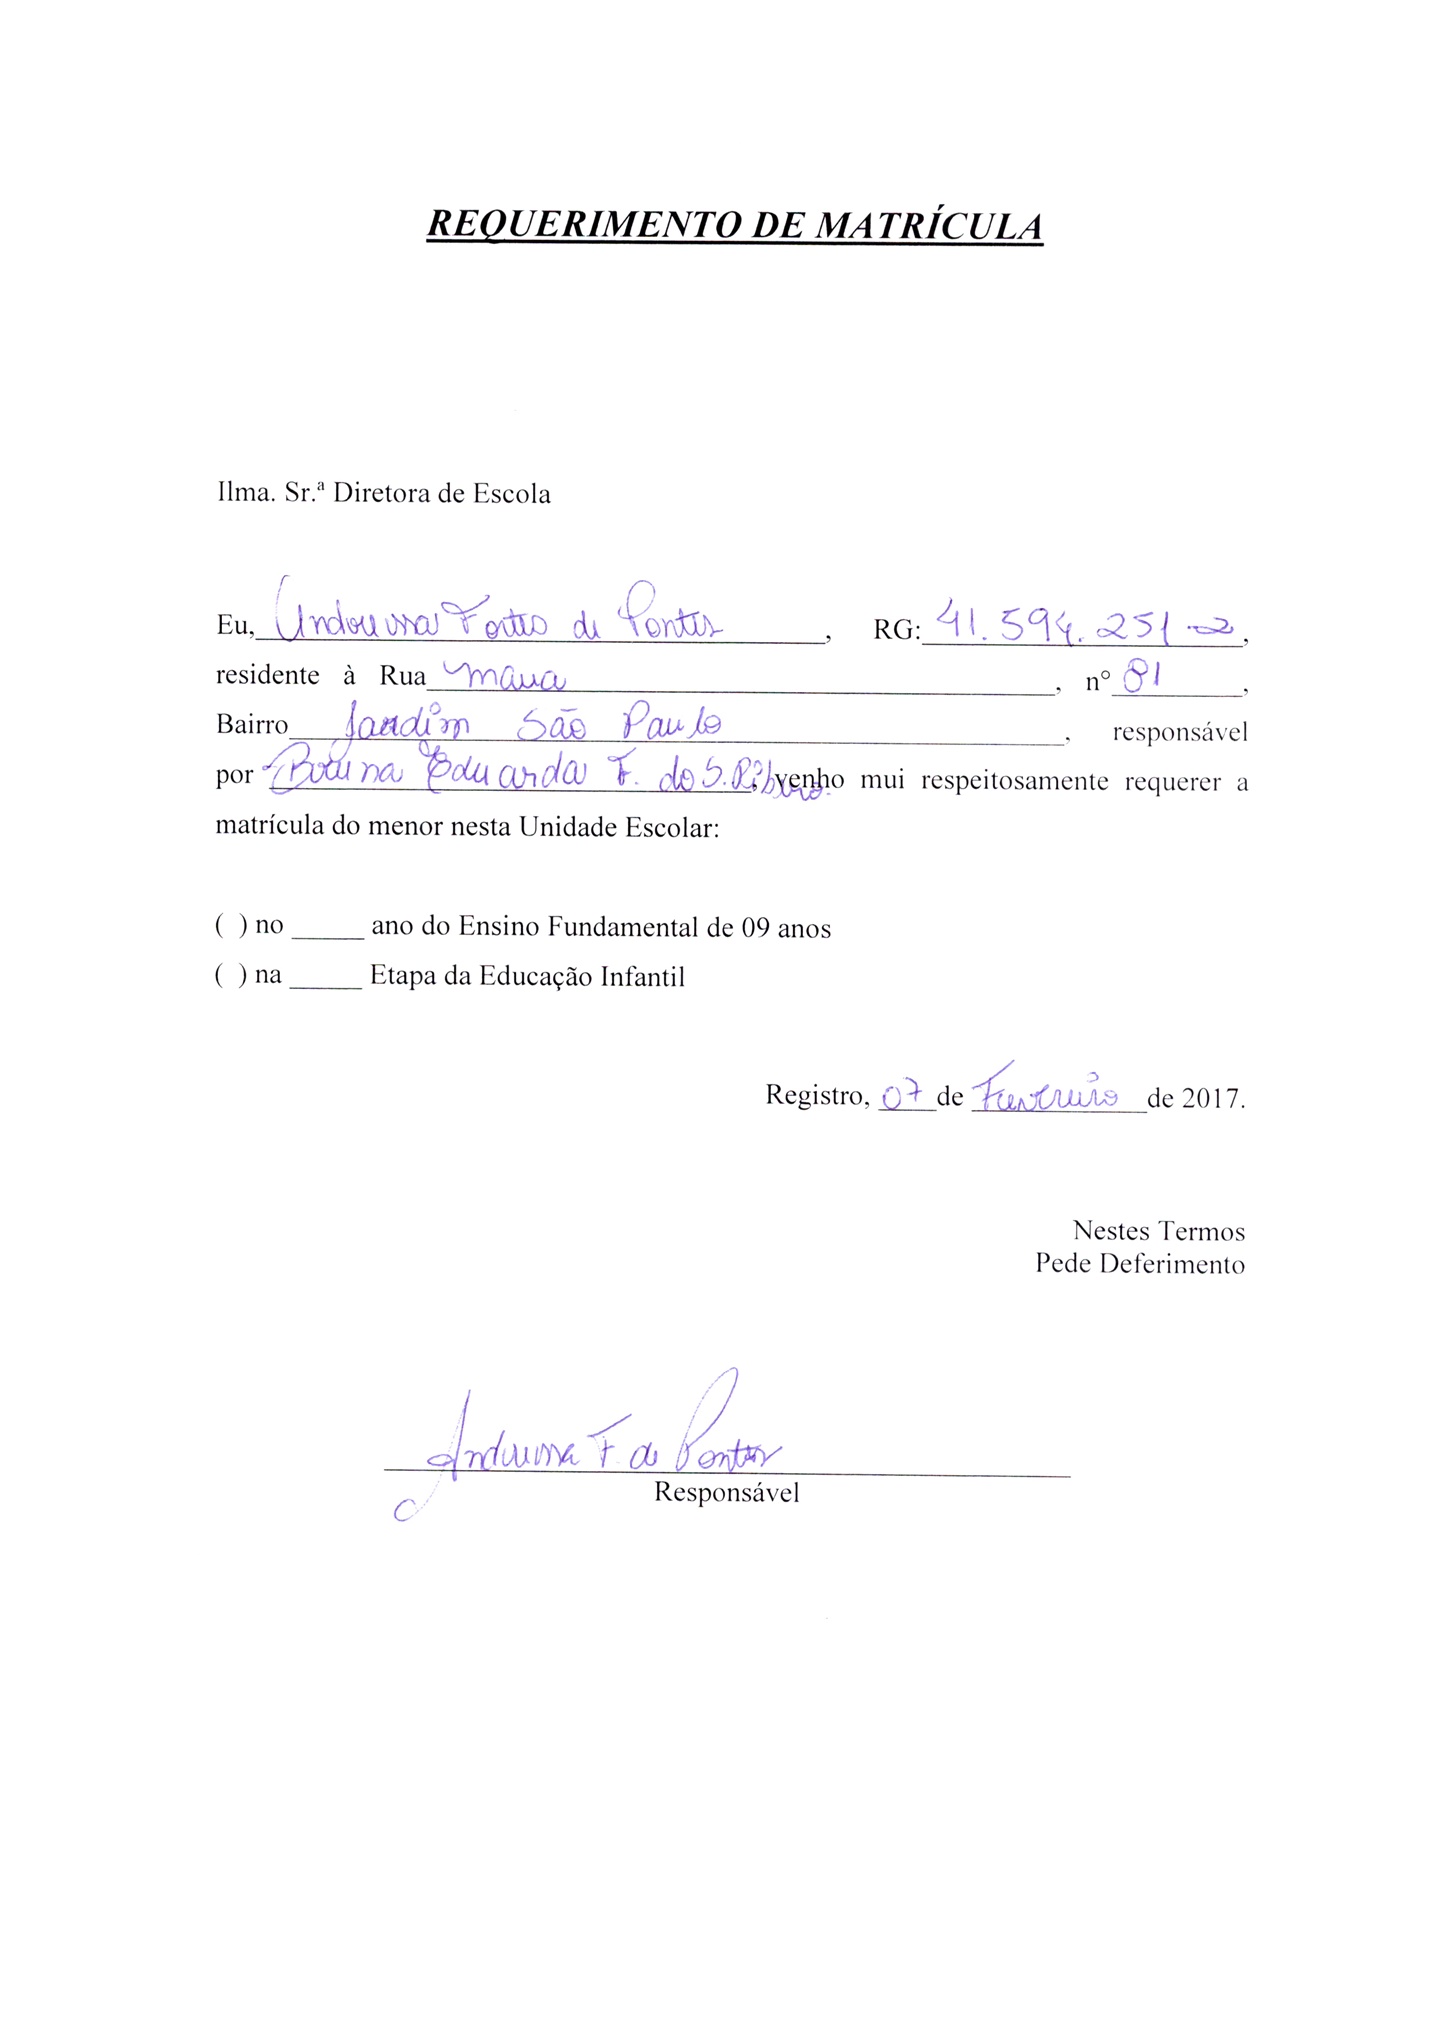 REQUERIMENTO DE MATRÍCULA
Ilma. Sr.ª Diretora de Escola
Eu, Andreussa Fortes de Pontes, RG: 41.594.251-2,
residente à Rua Maua, nº 81,
Bairro Jardim São Paulo, responsável
por Eduarda F. do S. Ribeiro, venho mui respeitosamente requerer a
matrícula do menor nesta Unidade Escolar:
( ) no _____ ano do Ensino Fundamental de 09 anos
( ) na _____ Etapa da Educação Infantil
Registro, 07 de Fevereiro de 2017.
Nestes Termos
Pede Deferimento
F. de Pontes
Responsável